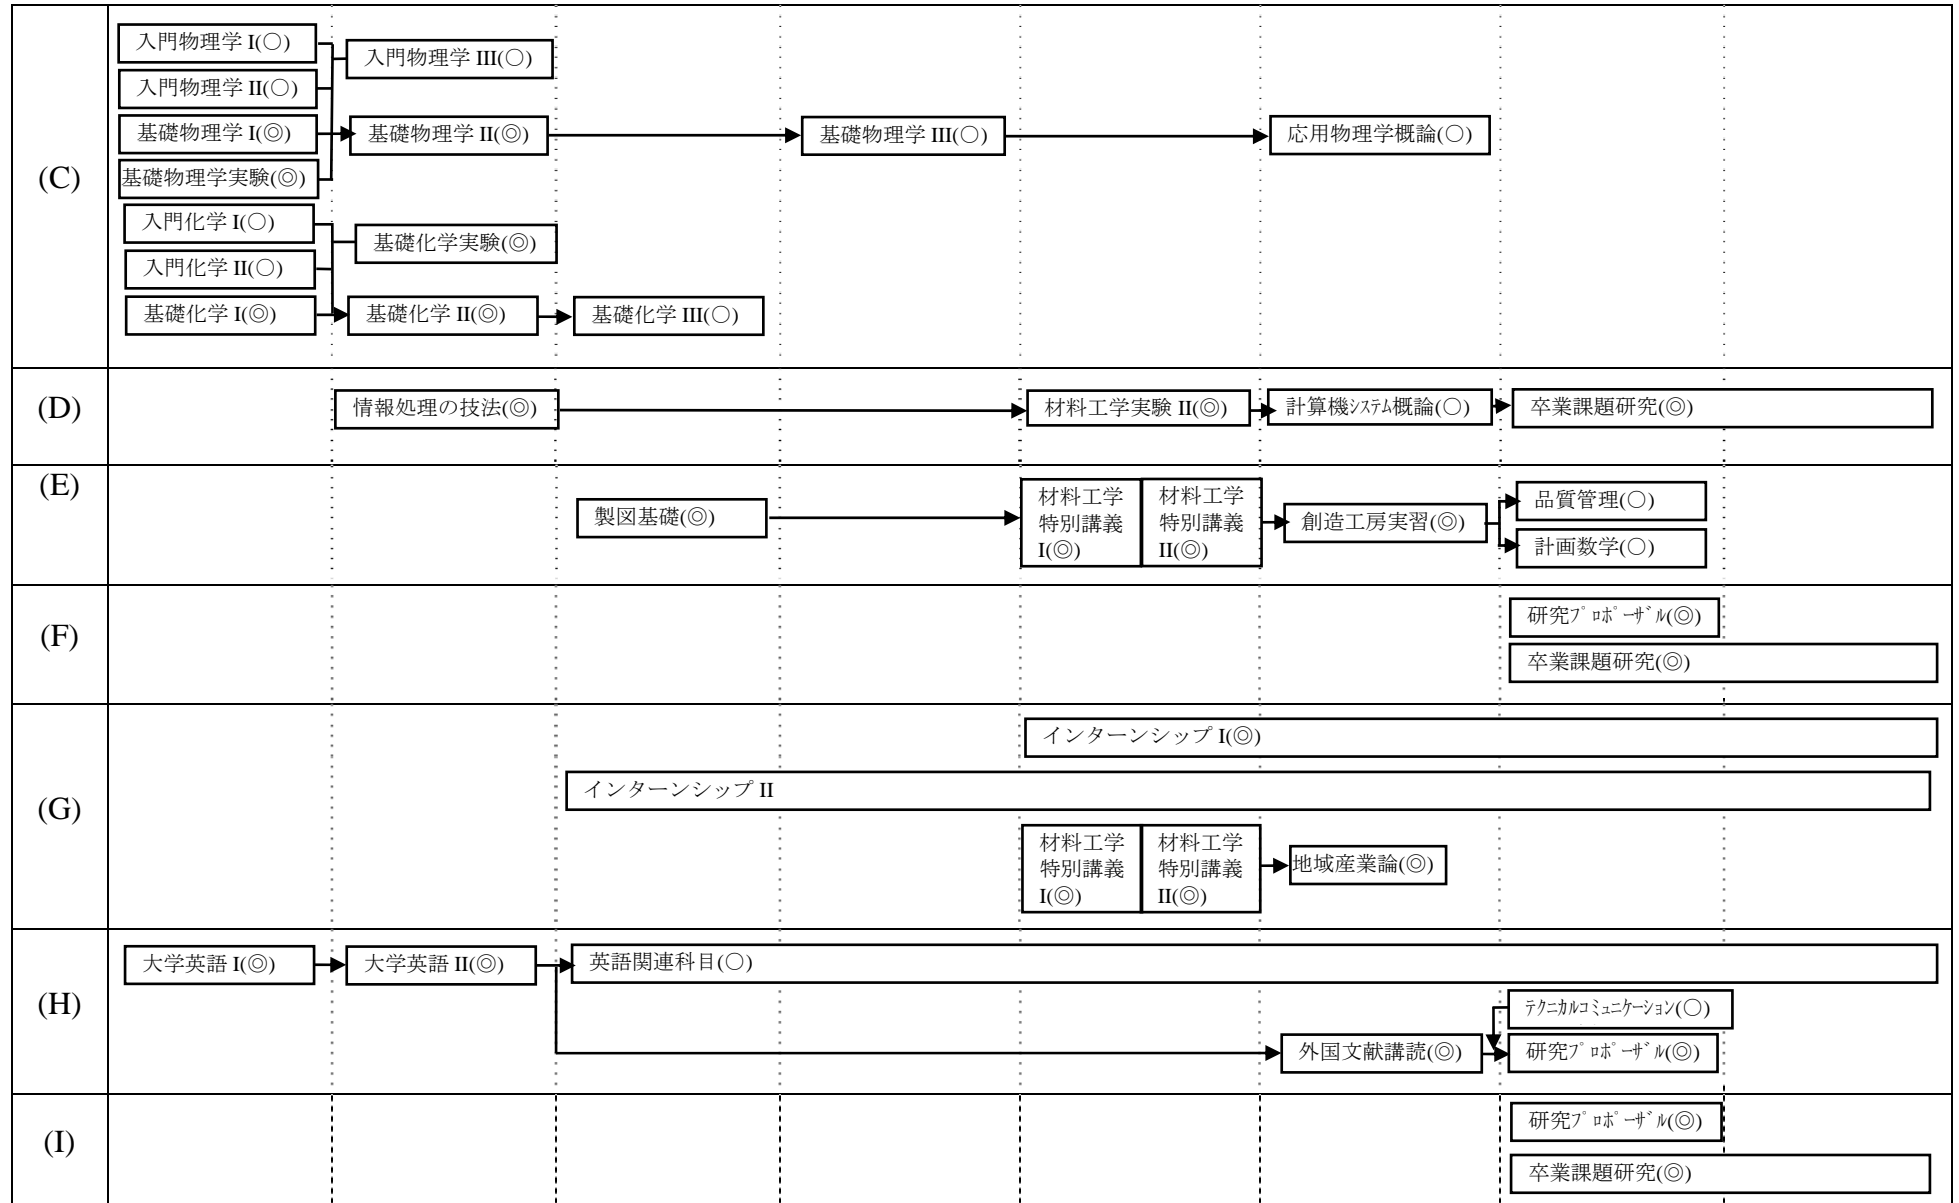 (C)
入門物理学 I(○)
入門物理学 III(○)
入門物理学 II(○)
基礎物理学 I(◎)
基礎物理学 II(◎)
基礎物理学 III(○)
応用物理学概論(○)
基礎物理学実験(◎)
入門化学 I(○)
基礎化学実験(◎)
入門化学 II(○)
基礎化学 I(◎)
基礎化学 II(◎)
基礎化学 III(○)
(D)
情報処理の技法(◎)
材料工学実験 II(◎)
計算機システム概論(○)
卒業課題研究(◎)
(E)
製図基礎(◎)
材料工学
特別講義
I(◎)
材料工学
特別講義
II(◎)
創造工房実習(◎)
品質管理(○)
計画数学(○)
(F)
研究プロポーザル(◎)
卒業課題研究(◎)
(G)
インターンシップ I(◎)
インターンシップ II
材料工学
特別講義
I(◎)
材料工学
特別講義
II(◎)
地域産業論(◎)
(H)
大学英語 I(◎)
大学英語 II(◎)
英語関連科目(○)
テクニカルコミュニケーション(○)
外国文献講読(◎)
研究プロポーザル(◎)
(I)
研究プロポーザル(◎)
卒業課題研究(◎)